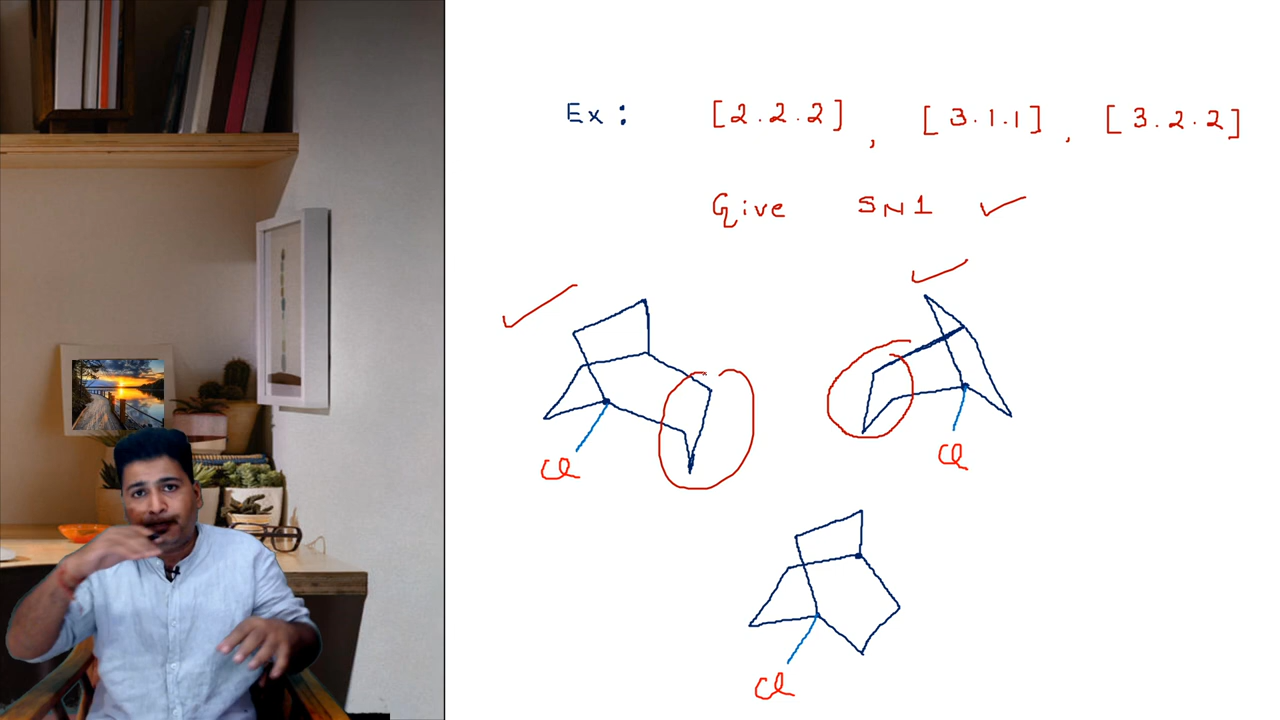 Ex : [2.2.2] , [3.1.1] , [3.2.2]
Give SN1 ✓
Cl
Cl
Cl